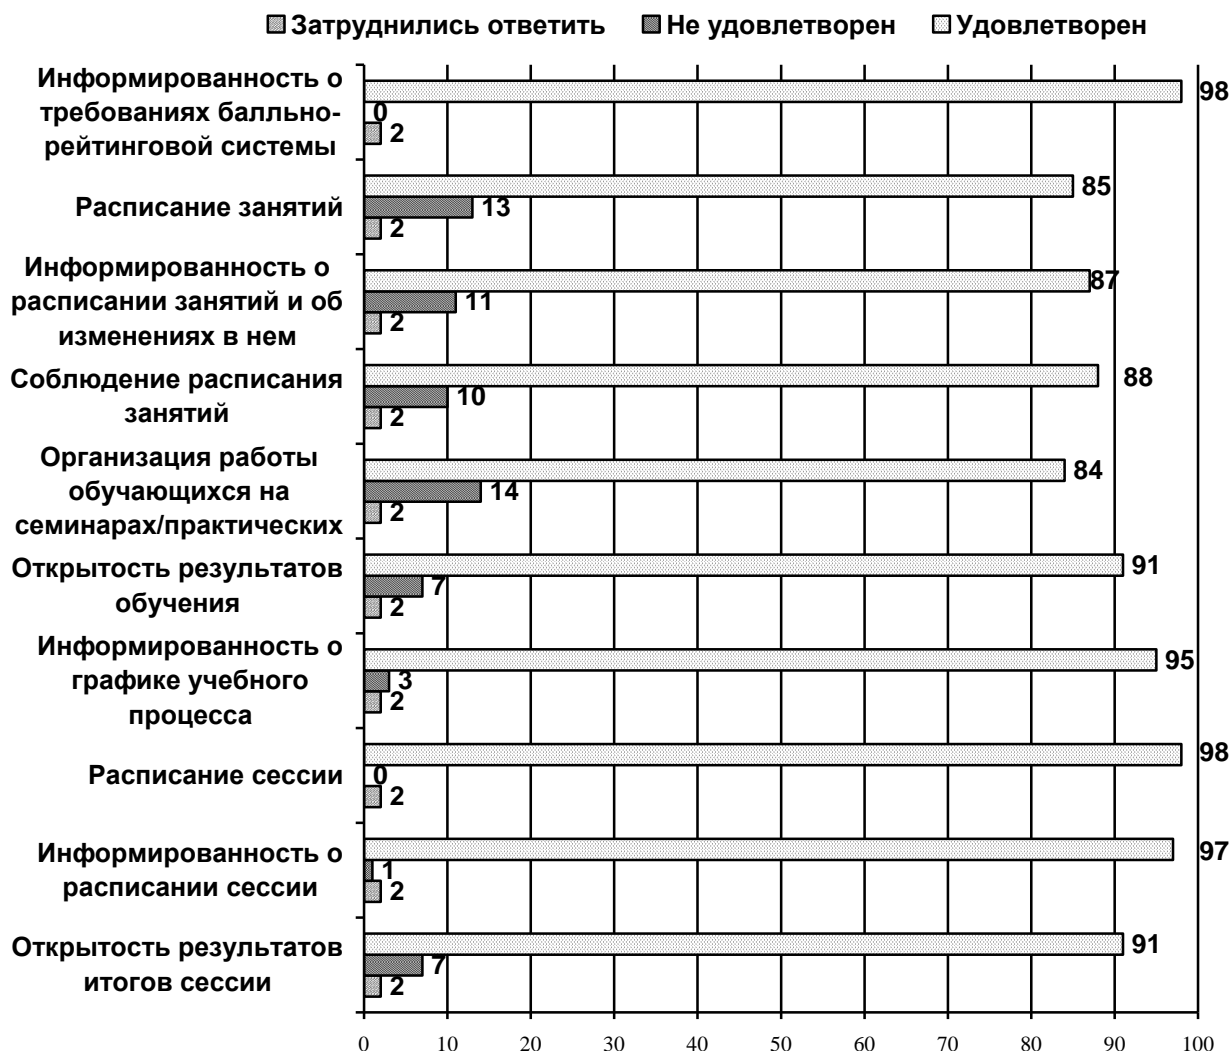 Затруднились ответить Не удовлетворен Удовлетворен
Информированность о
требованиях балльно-
рейтинговой системы
98
0
2
Расписание занятий
85
13
2
Информированность о
расписании занятий и об
изменениях в нем
87
11
2
Соблюдение расписания
занятий
88
10
2
Организация работы
обучающихся на
семинарах/практических
84
14
2
Открытость результатов
обучения
91
7
2
Информированность о
графике учебного
процесса
95
3
2
Расписание сессии
98
0
2
Информированность о
расписании сессии
97
1
2
Открытость результатов
итогов сессии
91
7
2
0 10 20 30 40 50 60 70 80 90 100